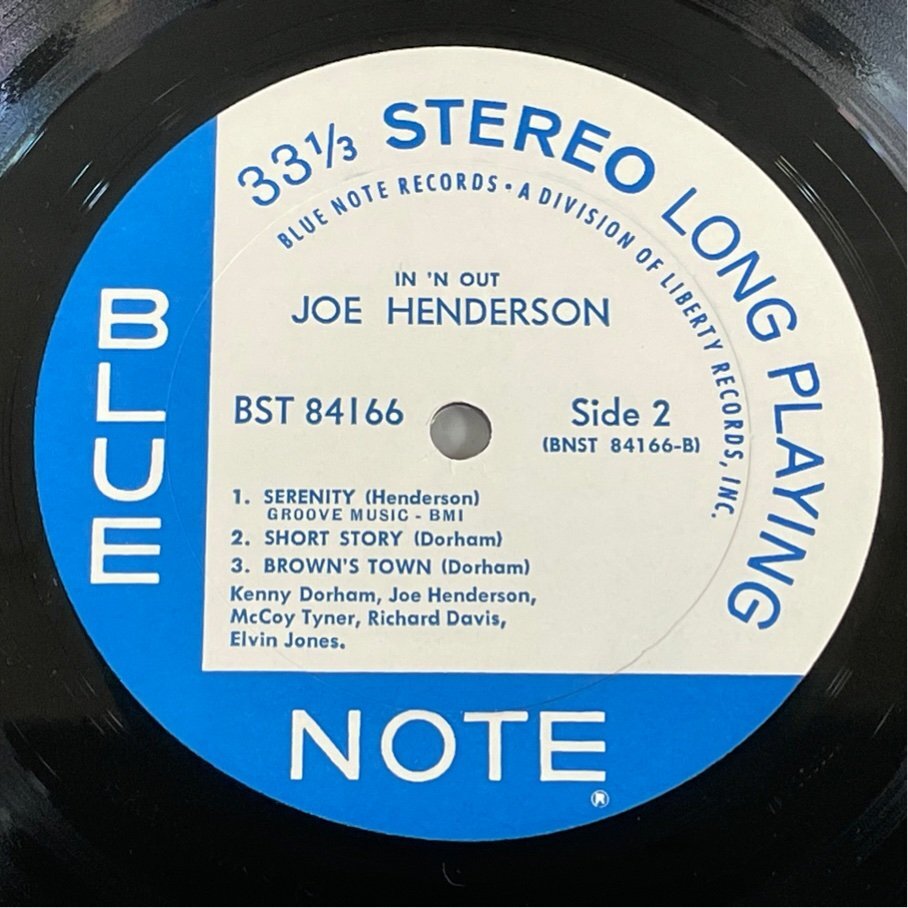 33⅓ STEREO LONG PLAYING
BLUE NOTE RECORDS • A DIVISION OF LIBERTY RECORDS, INC.
IN 'N OUT
JOE HENDERSON
BST 84166
Side 2
(BNST 84166-B)
1. SERENITY (Henderson)
GROOVE MUSIC - BMI
2. SHORT STORY (Dorham)
3. BROWN'S TOWN (Dorham)
Kenny Dorham, Joe Henderson,
McCoy Tyner, Richard Davis,
Elvin Jones.
BLUE
NOTE
®